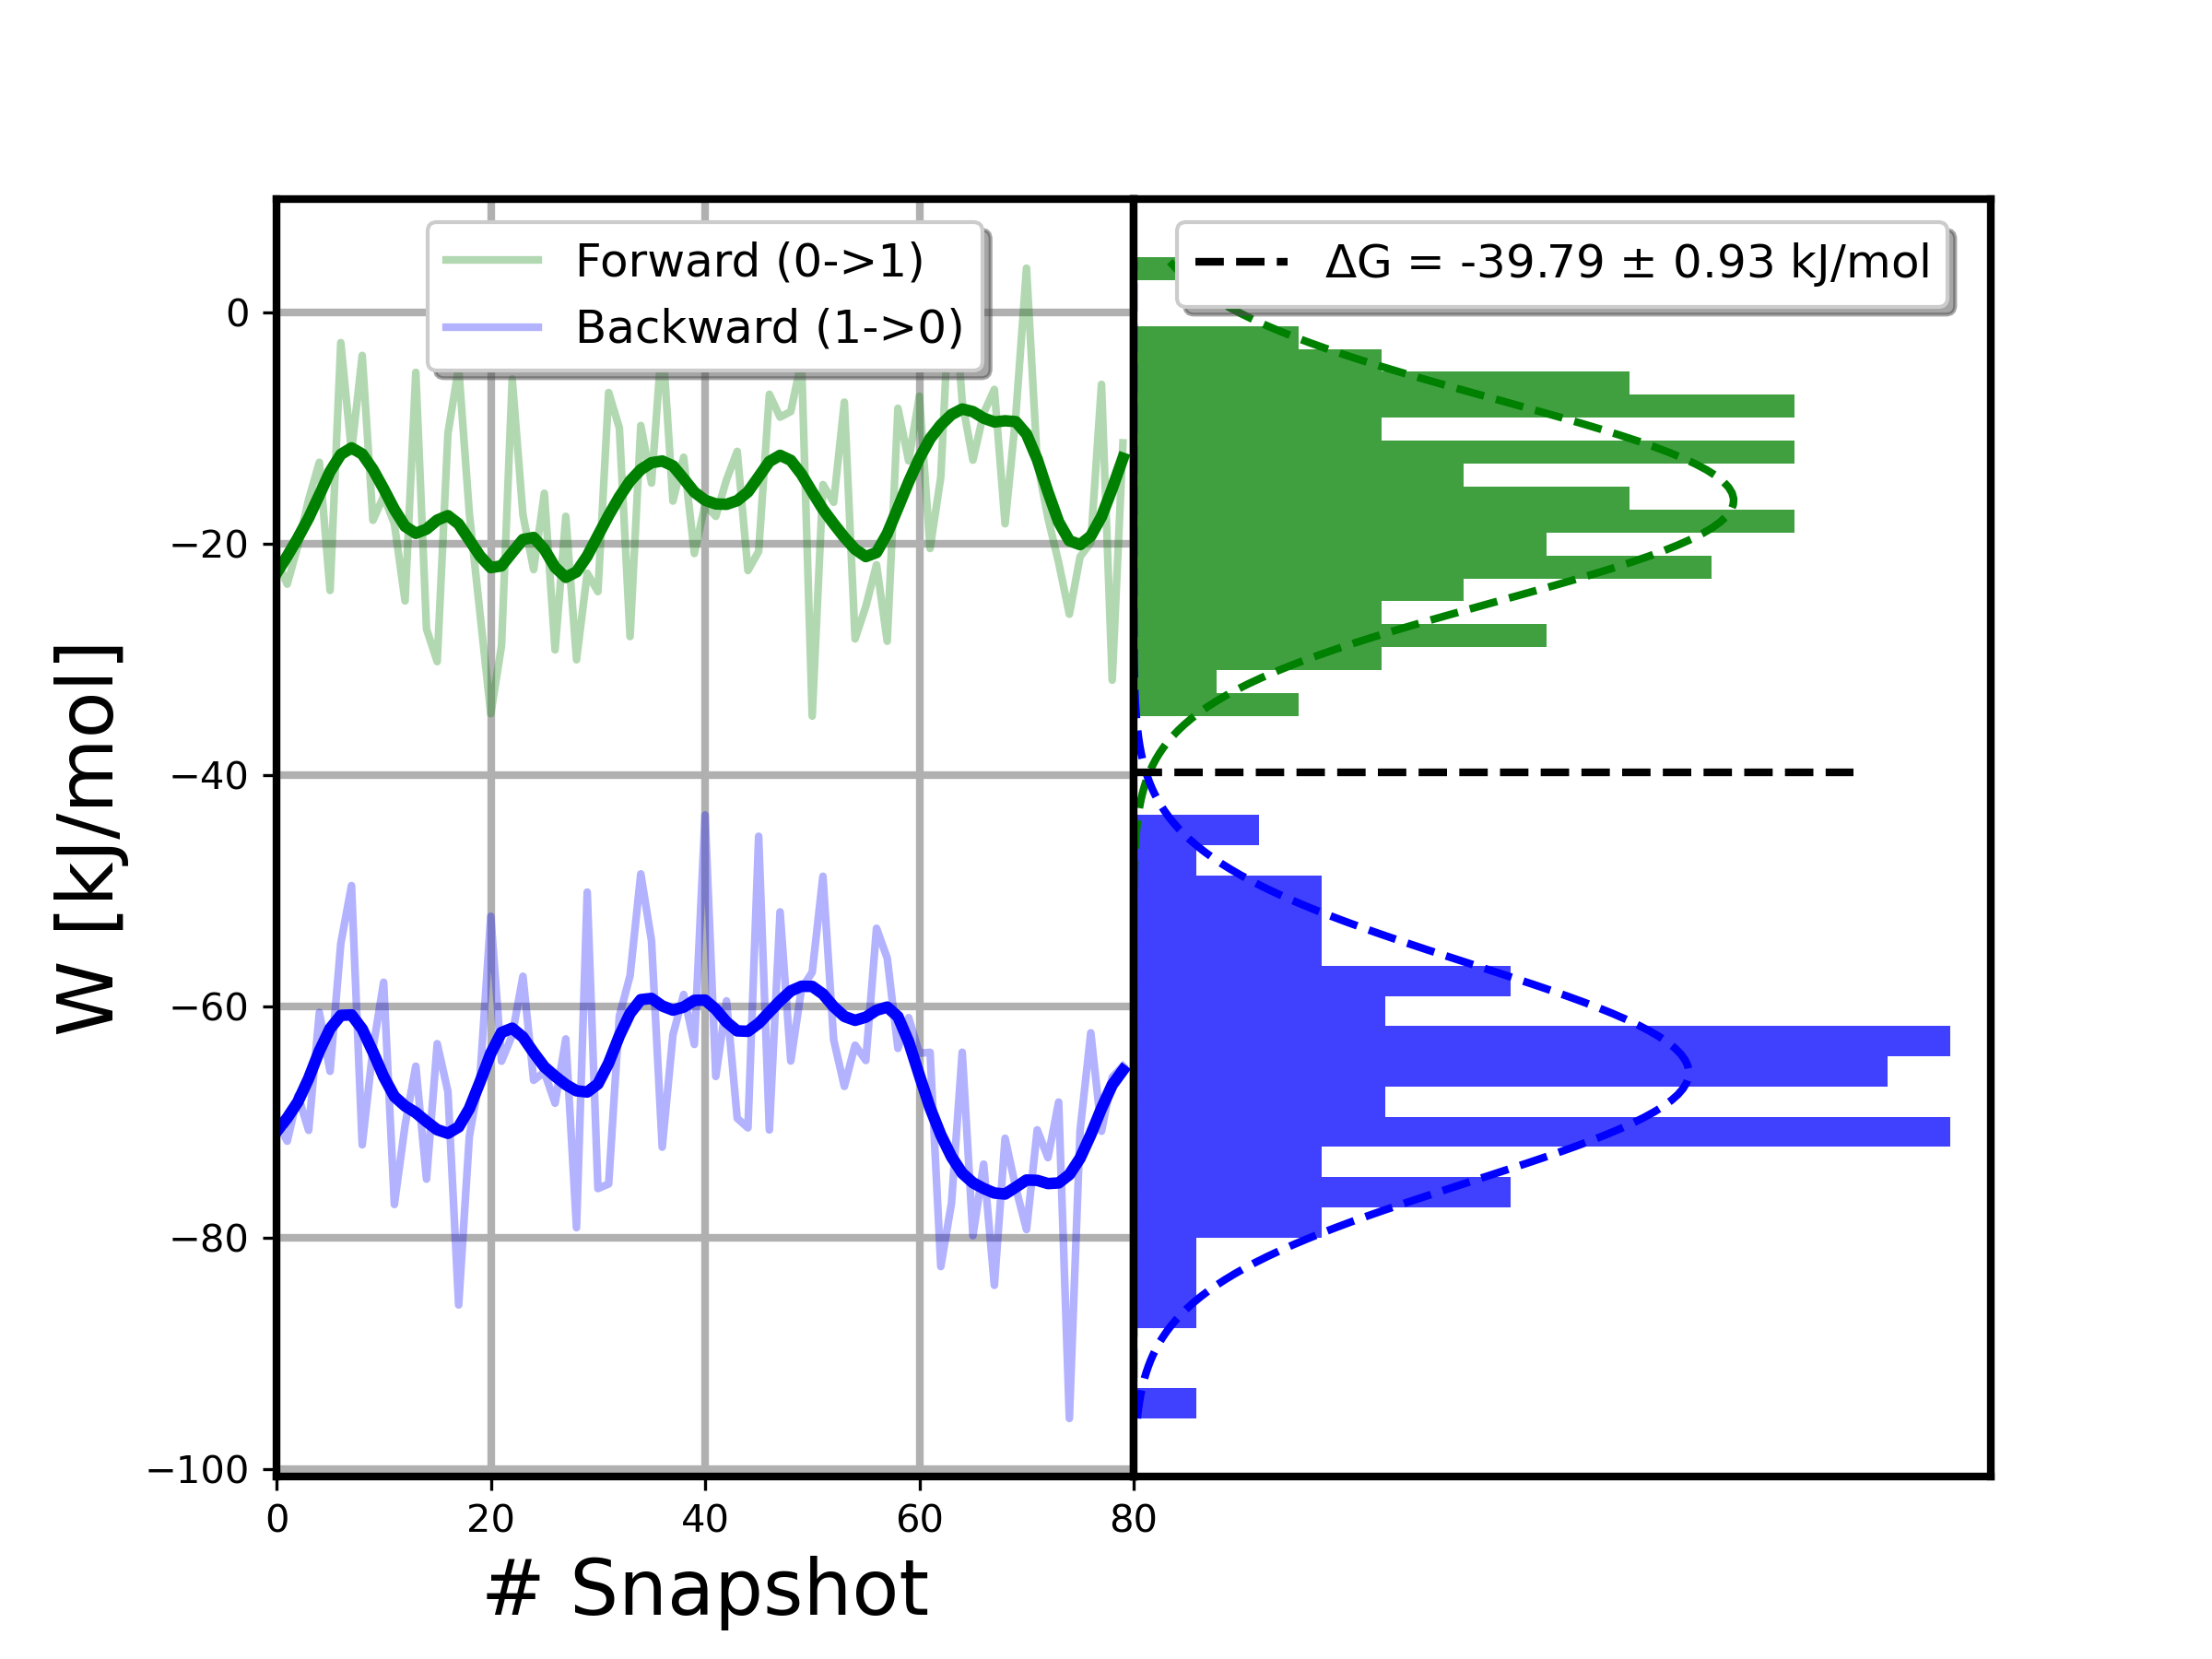 Forward (0->1)
Backward (1->0)
ΔG = -39.79 ± 0.93 kJ/mol
W [kJ/mol]
0
−20
−40
−60
−80
−100
0 20 40 60 80
# Snapshot